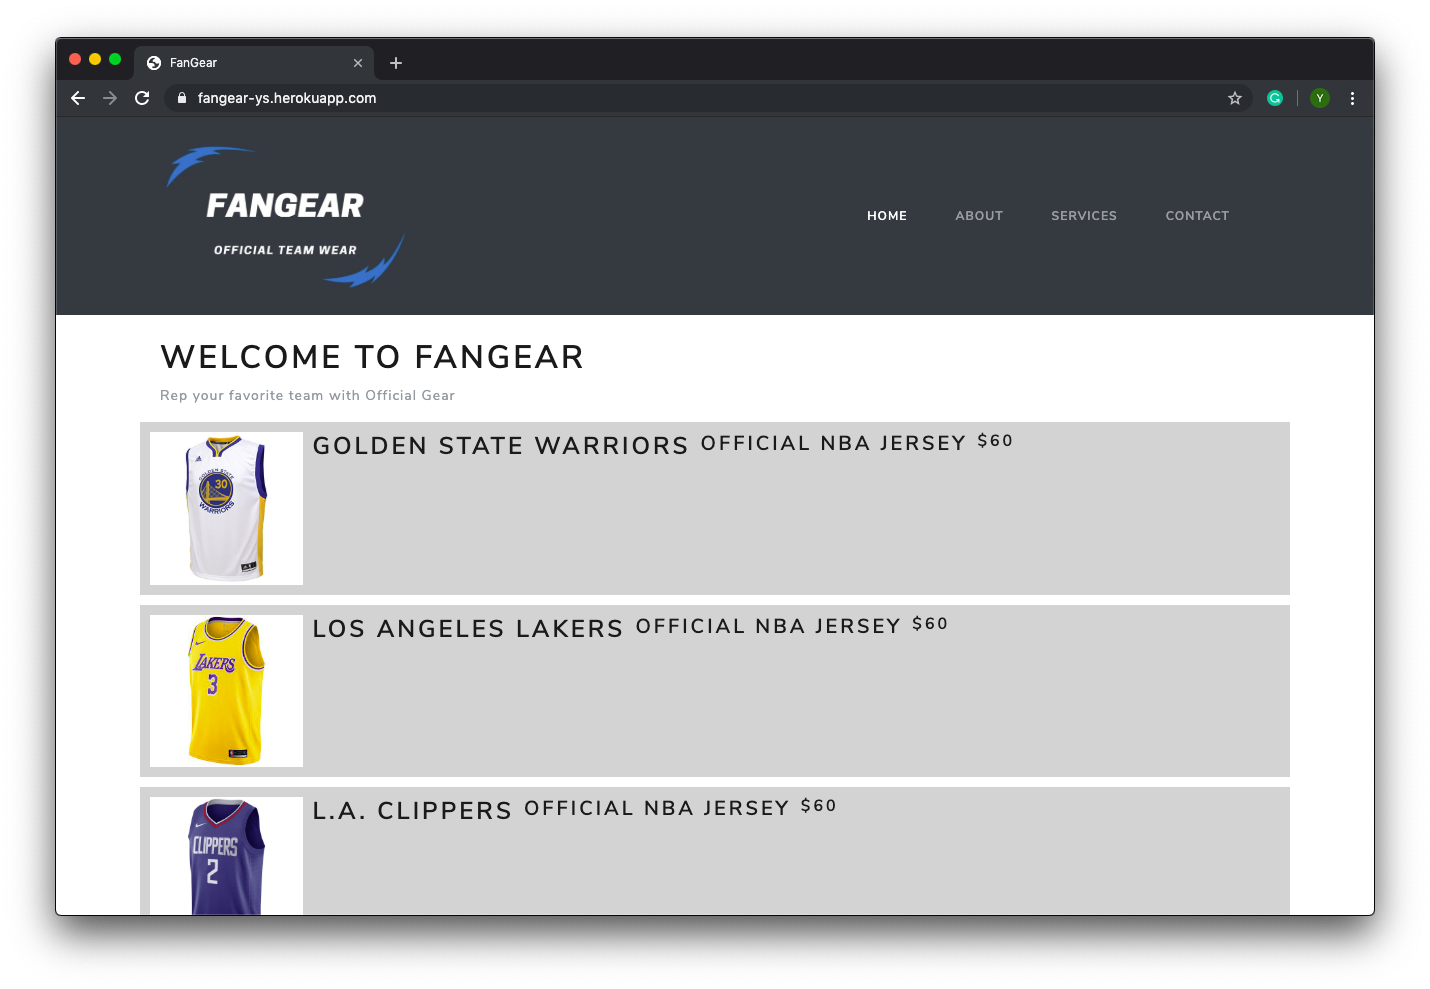 FanGear
fangear-ys.herokuapp.com
Y
FANGEAR
OFFICIAL TEAM WEAR
HOME ABOUT SERVICES CONTACT
WELCOME TO FANGEAR
Rep your favorite team with Official Gear
GOLDEN STATE WARRIORS OFFICIAL NBA JERSEY $60
GOLDEN STATE
30
WARRIORS
LOS ANGELES LAKERS OFFICIAL NBA JERSEY $60
LAKERS
3
L.A. CLIPPERS OFFICIAL NBA JERSEY $60
CLIPPERS
2